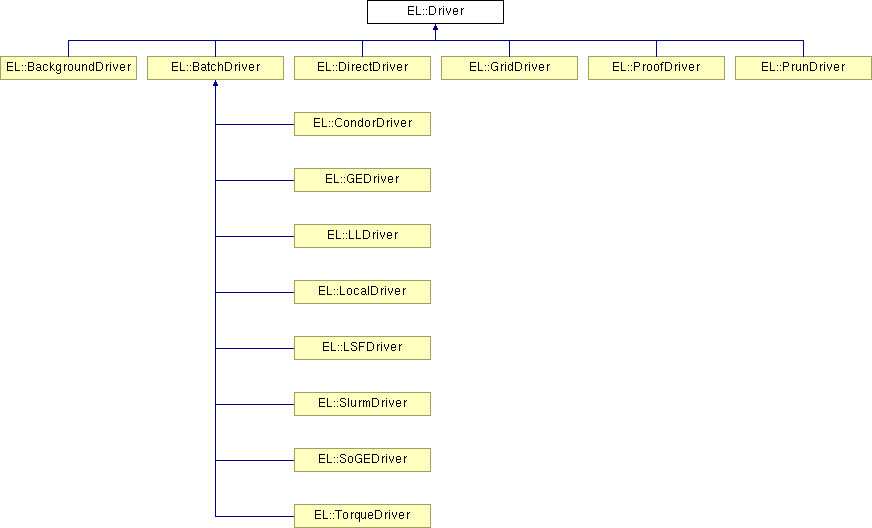 EL::Driver
EL::BackgroundDriver
EL::BatchDriver
EL::DirectDriver
EL::GridDriver
EL::ProofDriver
EL::PrunDriver
EL::CondorDriver
EL::GEDriver
EL::LLDriver
EL::LocalDriver
EL::LSFDriver
EL::SlurmDriver
EL::SoGEDriver
EL::TorqueDriver